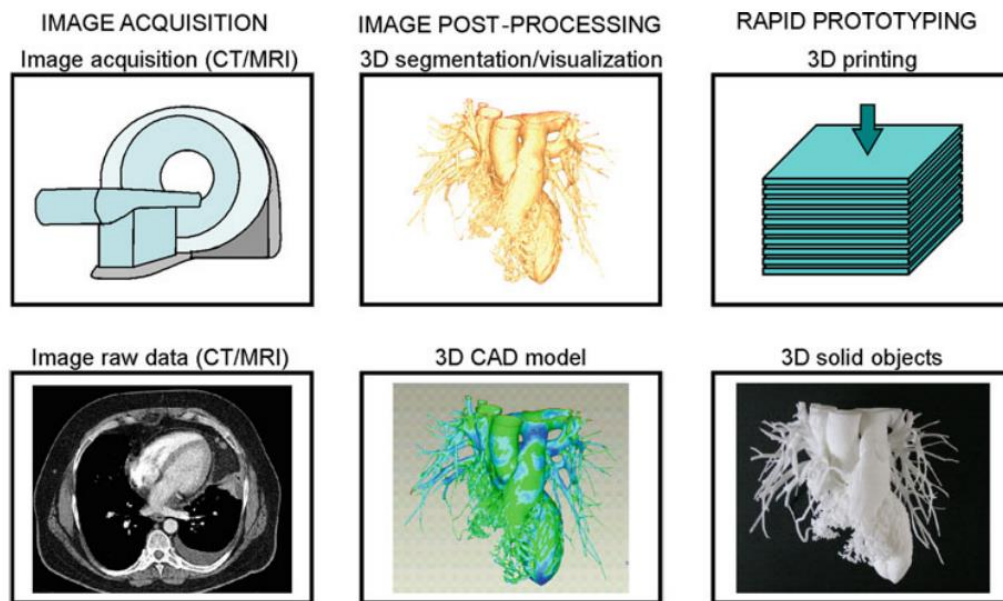 IMAGE ACQUISITION
Image acquisition (CT/MRI)
IMAGE POST-PROCESSING
3D segmentation/visualization
RAPID PROTOTYPING
3D printing
Image raw data (CT/MRI)
3D CAD model
3D solid objects